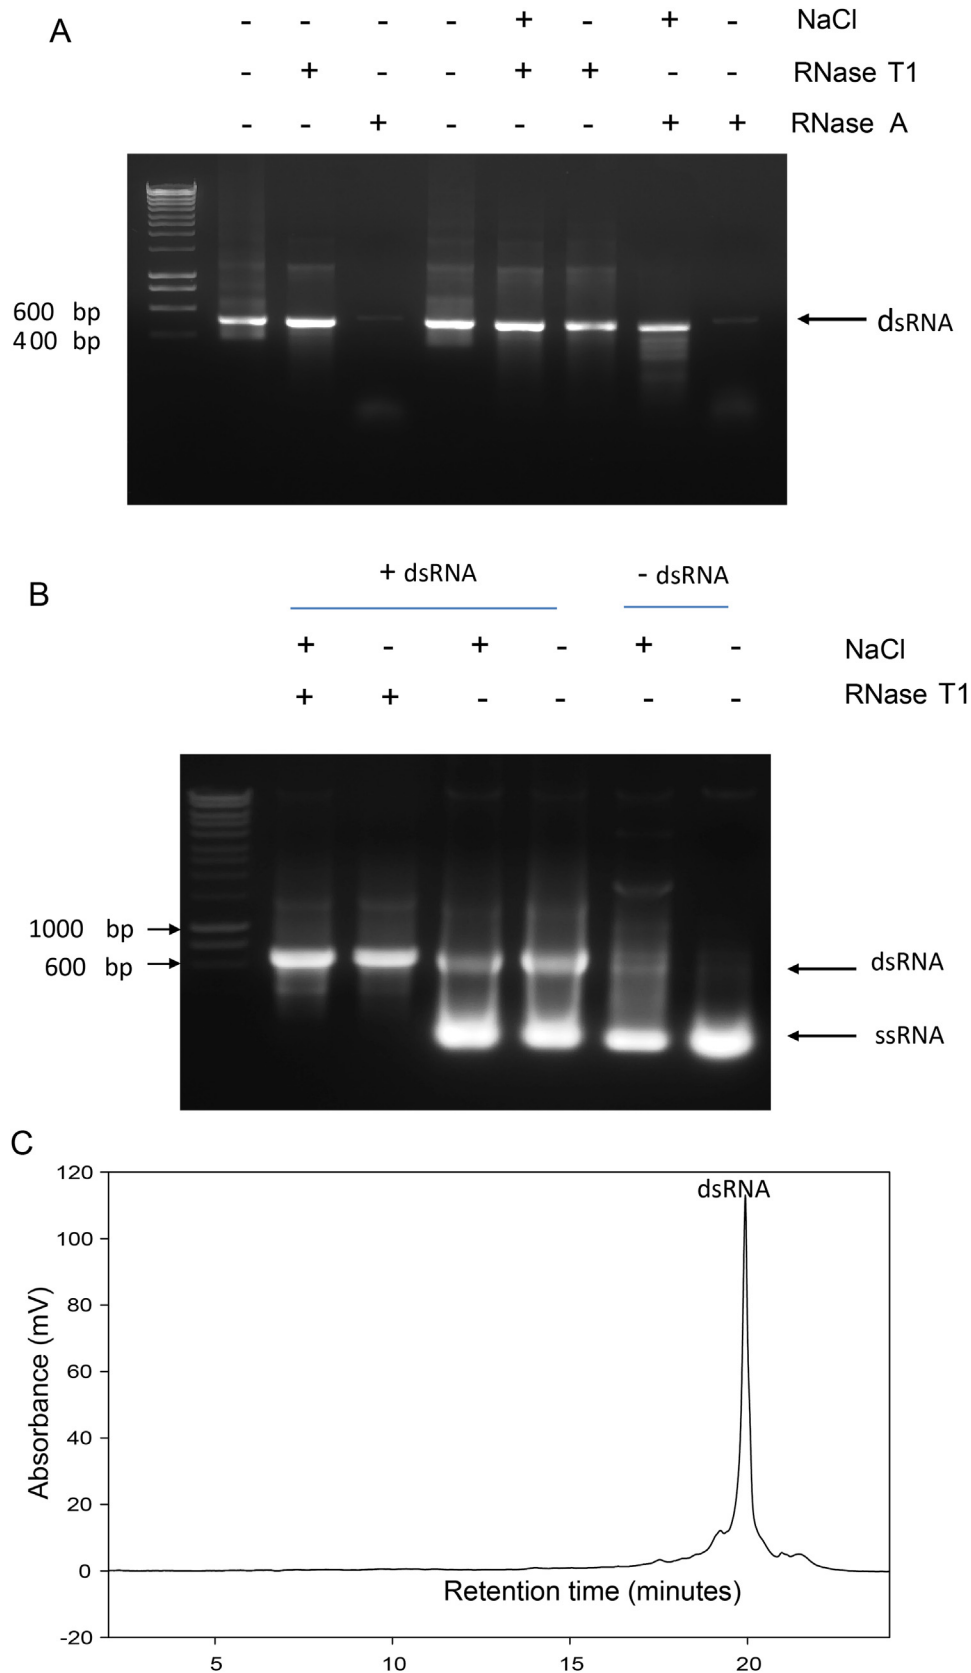 A
- - - - + - + - NaCl
- + - - + + - - RNase T1
- - + - - - + + RNase A
600 bp
400 bp
dsRNA
B
+ dsRNA - dsRNA
+ - + - + - NaCl
+ + - - - - RNase T1
1000 bp
600 bp
dsRNA
ssRNA
C
dsRNA
120
100
80
60
40
20
0
-20
Absorbance (mV)
Retention time (minutes)
5 10 15 20